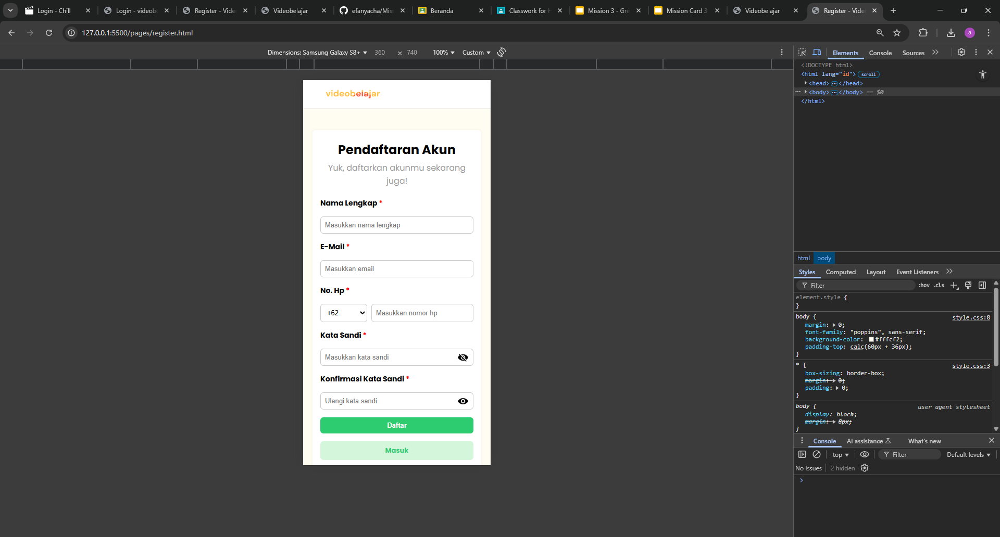 Login - Chill
Login - videob
Register - Vide
Videobelajar
efanyacha/Miss
Beranda
Classwork for H
Mission 3 - Gre
Mission Card 3
Videobelajar
Register - Vide
127.0.0.1:5500/pages/register.html
a
Dimensions: Samsung Galaxy S8+ 360 × 740 100% Custom
Elements Console Sources
<!DOCTYPE html>
<html lang="id"> scroll
<head> ••• </head>
••• <body> ••• </body> == $0
</html>
videobelajar
Pendaftaran Akun
Yuk, daftarkan akunmu sekarang
juga!
Nama Lengkap *
Masukkan nama lengkap
E-Mail *
Masukkan email
No. Hp *
+62 Masukkan nomor hp
Kata Sandi *
Masukkan kata sandi
Konfirmasi Kata Sandi *
Ulangi kata sandi
Daftar
Masuk
html body
Styles Computed Layout Event Listeners
Filter :hov .cls
element.style {
}
body { style.css:8
margin: 0;
font-family: "poppins", sans-serif;
background-color: #fffcf2;
padding-top: calc(60px + 36px);
}
* { style.css:3
box-sizing: border-box;
margin: 0;
padding: 0;
}
body { user agent stylesheet
display: block;
margin: 8px;
}
Console AI assistance What's new
top Filter Default levels
No Issues 2 hidden